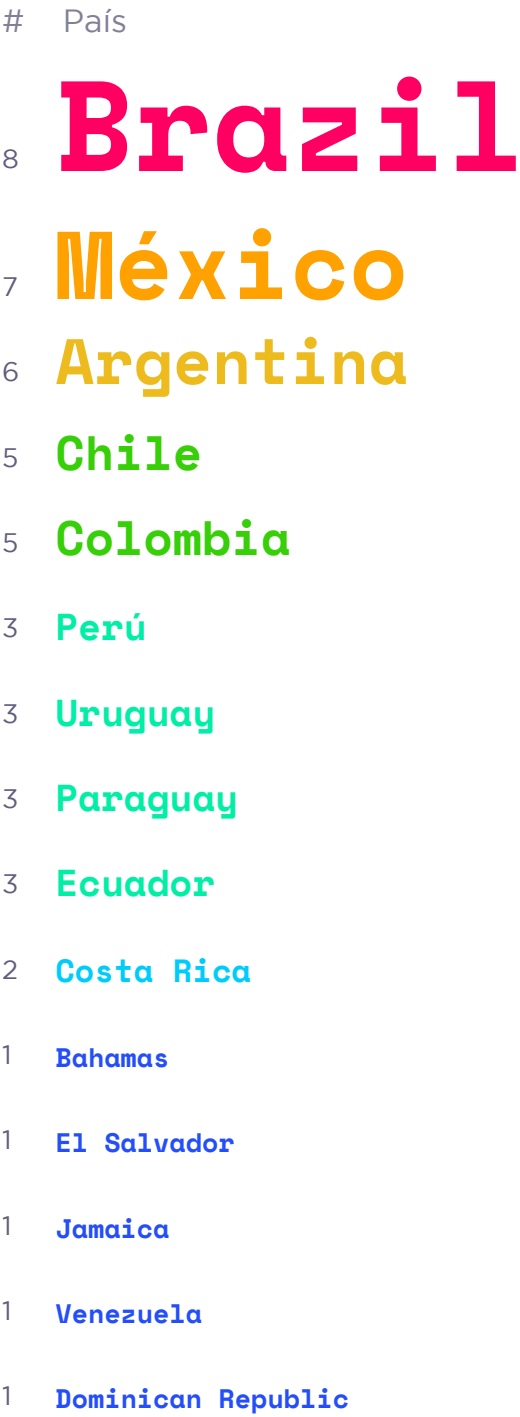 # País
8 Brazil
7 México
6 Argentina
5 Chile
5 Colombia
3 Perú
3 Uruguay
3 Paraguay
3 Ecuador
2 Costa Rica
1 Bahamas
1 El Salvador
1 Jamaica
1 Venezuela
1 Dominican Republic